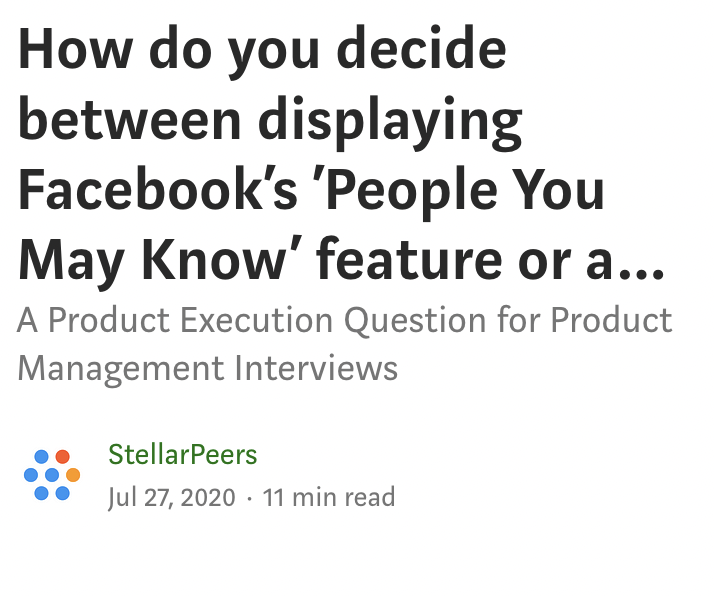 How do you decide
between displaying
Facebook′s ′People You
May Know′ feature or a...
A Product Execution Question for Product
Management Interviews
StellarPeers
Jul 27, 2020 · 11 min read